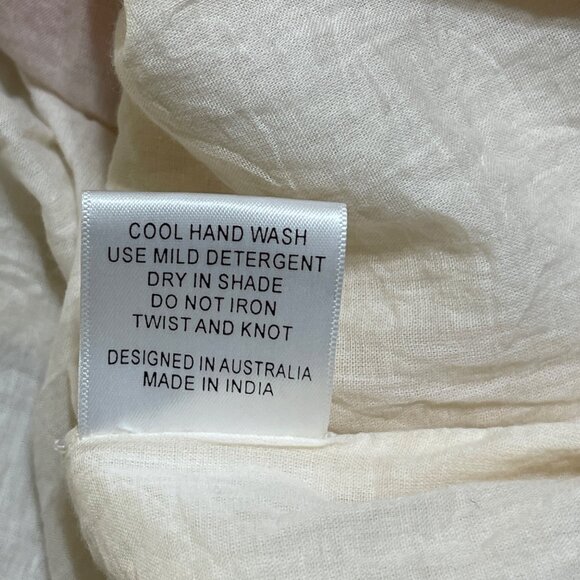 COOL HAND WASH
USE MILD DETERGENT
DRY IN SHADE
DO NOT IRON
TWIST AND KNOT
DESIGNED IN AUSTRALIA
MADE IN INDIA